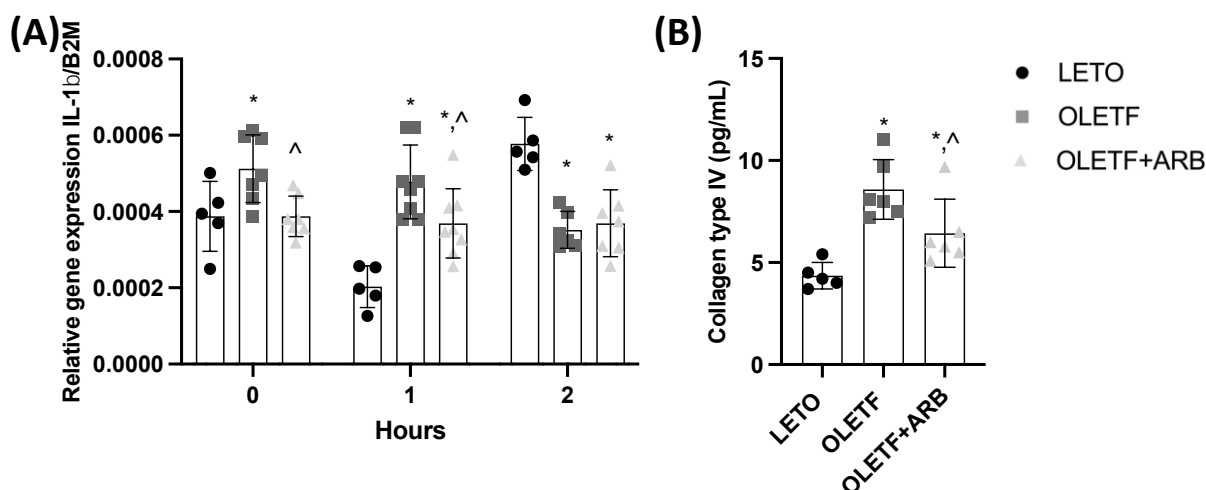 (A)
Relative gene expression IL-1b/B2M
0.0008
0.0006
0.0004
0.0002
0.0000
*
^
*
*,^
*
*
0
1
2
Hours
(B)
Collagen type IV (pg/mL)
15
10
5
0
*
*,^
LETO
OLETF
OLETF+ARB
LETO
OLETF
OLETF+ARB